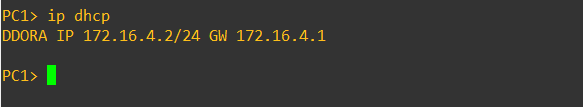 PC1> ip dhcp
DDORA IP 172.16.4.2/24 GW 172.16.4.1
PC1>